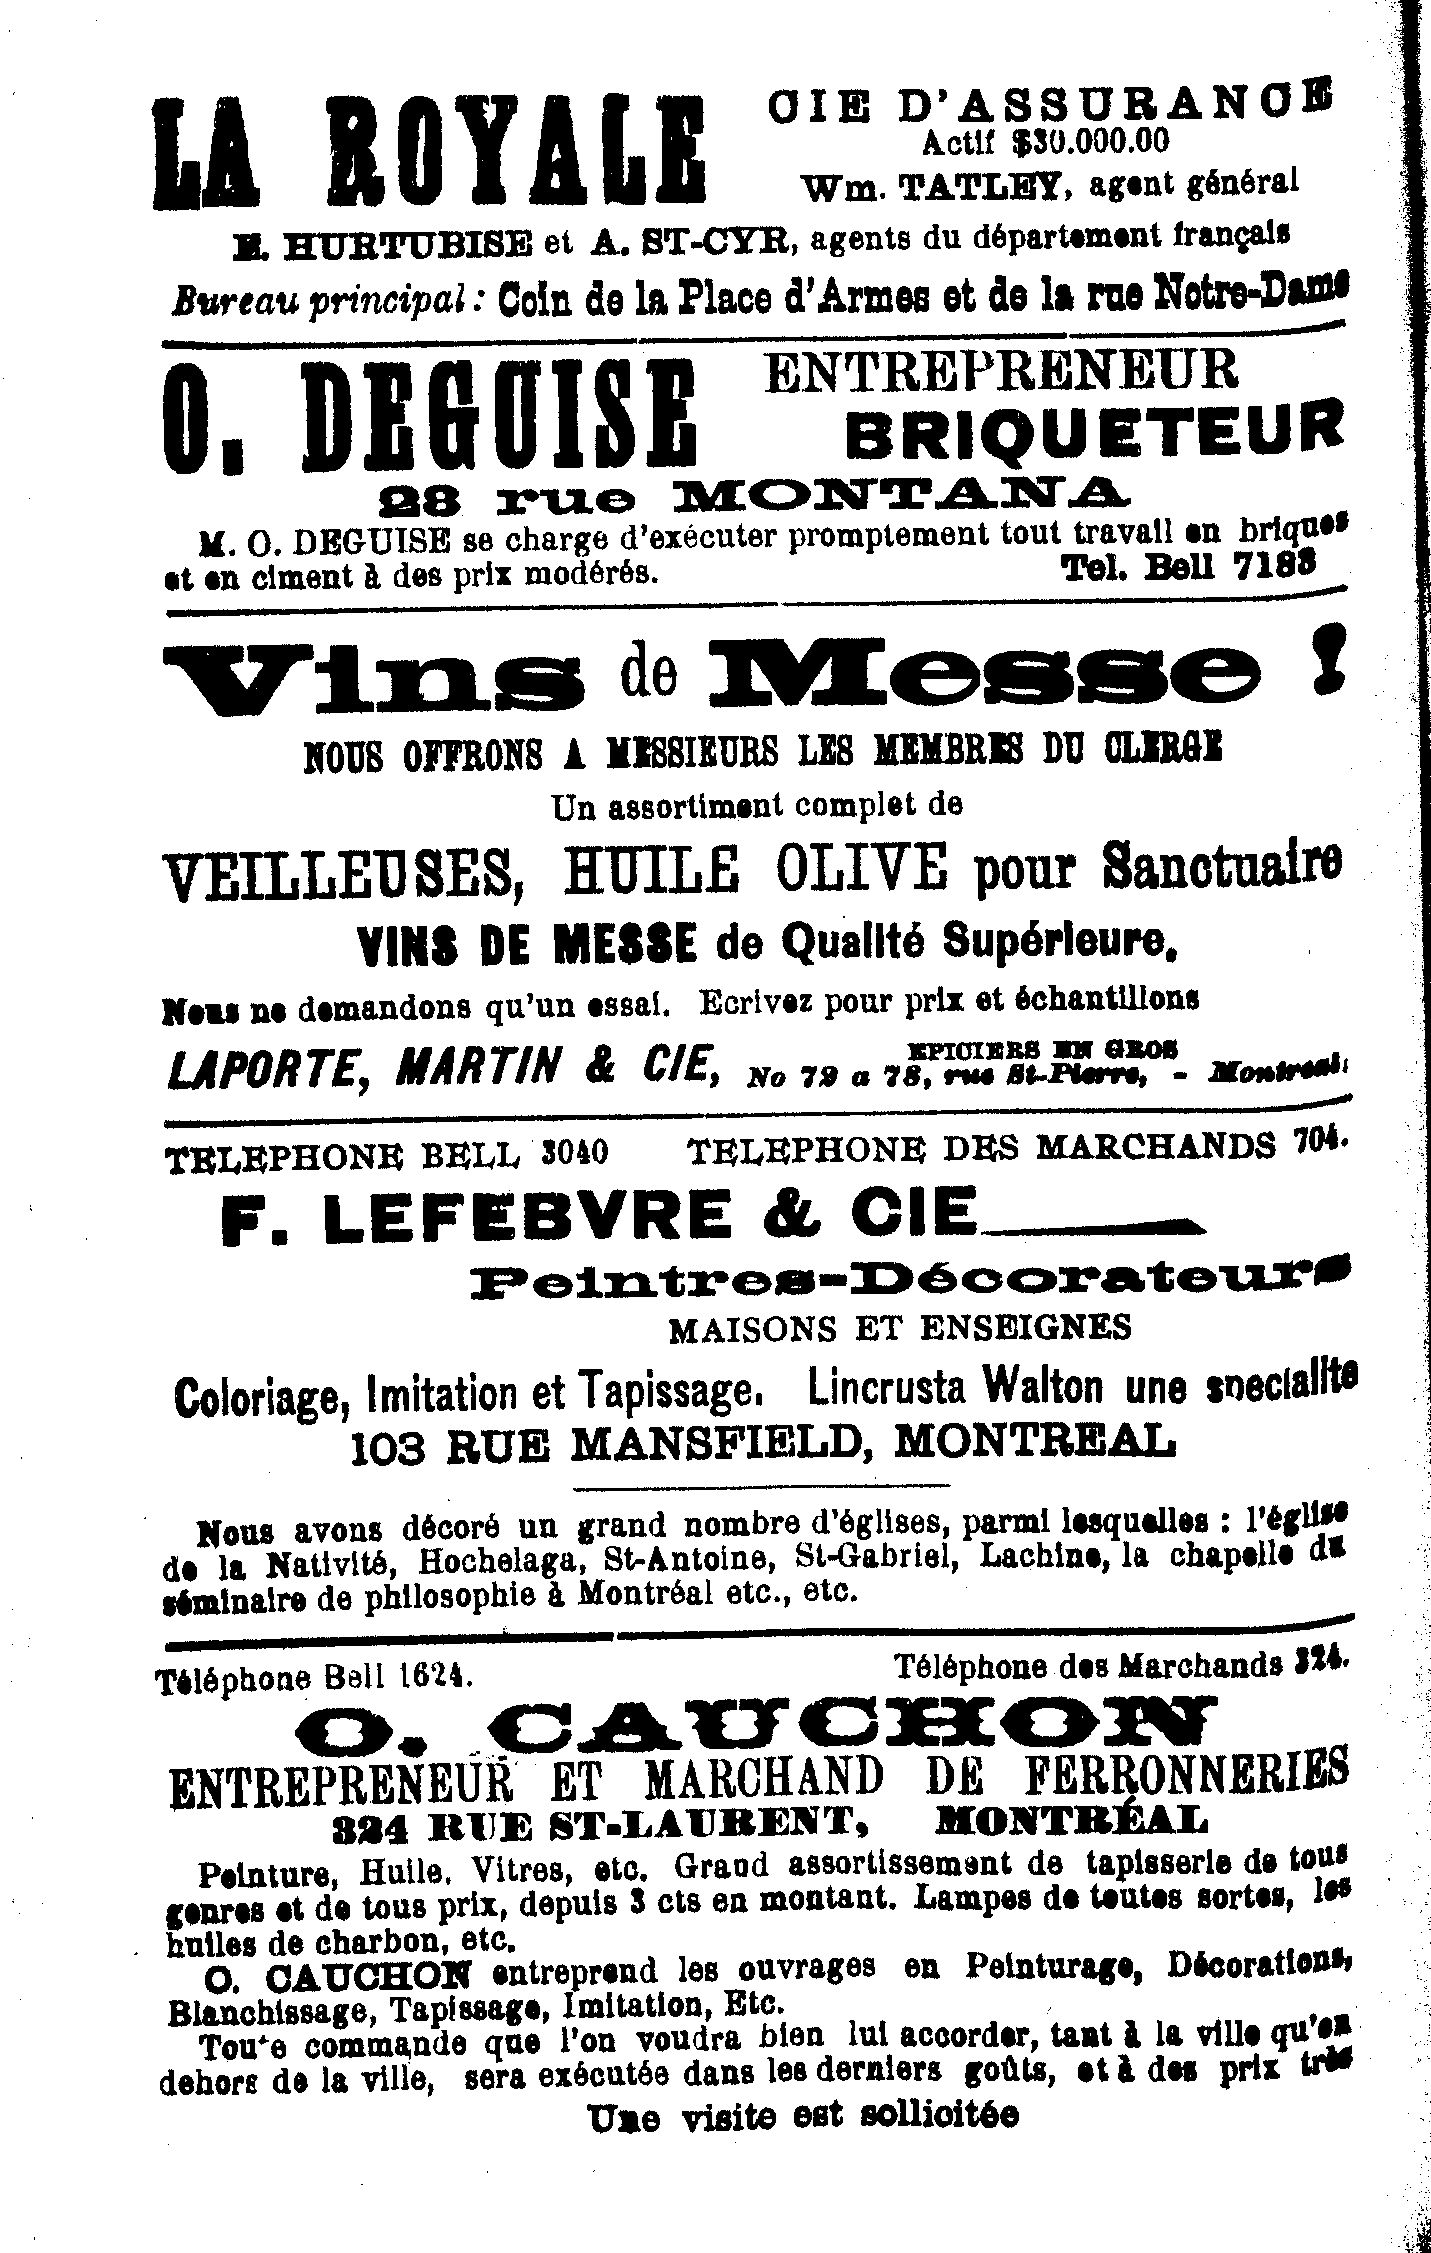 LA ROYALE CIE D'ASSURANCE
Actif $30.000.00
Wm. TATLEY, agent général
E. HURTUBISE et A. ST-CYR, agents du département français
Bureau principal : Coin de la Place d'Armes et de la rue Notre-Dame
O. DEGUISE ENTREPRENEUR
BRIQUETEUR
28 rue MONTANA
M. O. DEGUISE se charge d'exécuter promptement tout travail en briques
et en ciment à des prix modérés. Tel. Bell 7183
Vins de Messe !
NOUS OFFRONS A MESSIEURS LES MEMBRES DU CLERGE
Un assortiment complet de
VEILLEUSES, HUILE OLIVE pour Sanctuaire
VINS DE MESSE de Qualité Supérieure.
Nous ne demandons qu'un essai. Ecrivez pour prix et échantillons
LAPORTE, MARTIN & CIE, EPICIERS EN GROS
No 72 a 78, rue St-Pierre, - Montreal.
TELEPHONE BELL 3040 TELEPHONE DES MARCHANDS 704.
F. LEFEBVRE & CIE
Peintres-Décorateurs
MAISONS ET ENSEIGNES
Coloriage, Imitation et Tapissage. Lincrusta Walton une specialite
103 RUE MANSFIELD, MONTREAL
Nous avons décoré un grand nombre d'églises, parmi lesquelles : l'église
de la Nativité, Hochelaga, St-Antoine, St-Gabriel, Lachine, la chapelle du
séminaire de philosophie à Montréal etc., etc.
Téléphone Bell 1624. Téléphone des Marchands 324.
O. CAUCHON
ENTREPRENEUR ET MARCHAND DE FERRONNERIES
324 RUE ST-LAURENT, MONTRÉAL
Peinture, Huile. Vitres, etc. Grand assortissement de tapisserie de tous
genres et de tous prix, depuis 3 cts en montant. Lampes de toutes sortes, les
huiles de charbon, etc.
O. CAUCHON entreprend les ouvrages en Peinturage, Décorations,
Blanchissage, Tapissage, Imitation, Etc.
Toute commande que l'on voudra bien lui accorder, tant à la ville qu'en
dehors de la ville, sera exécutée dans les derniers goûts, et à des prix très
Une visite est sollicitée